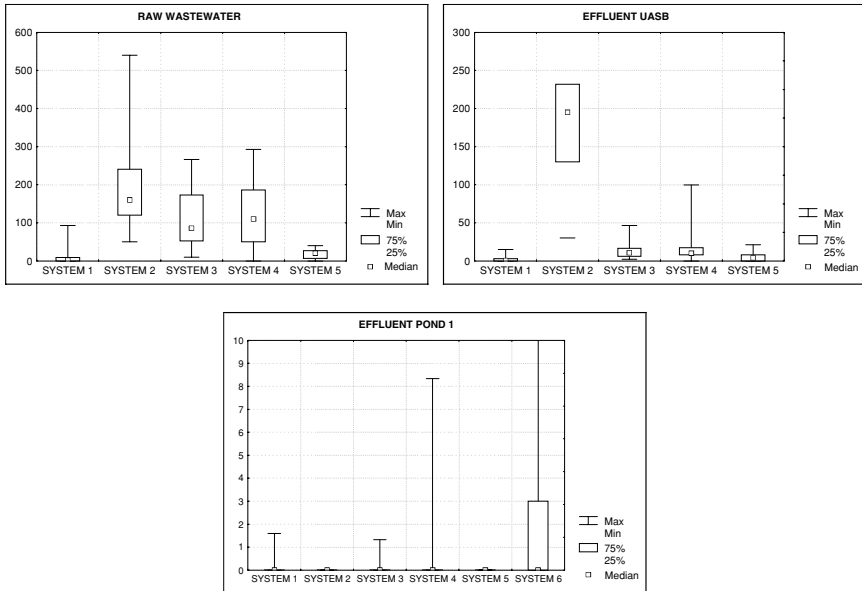 RAW WASTEWATER
600
500
400
300
200
100
0
SYSTEM 1 SYSTEM 2 SYSTEM 3 SYSTEM 4 SYSTEM 5
Max
Min
75%
25%
Median
EFFLUENT UASB
300
250
200
150
100
50
0
SYSTEM 1 SYSTEM 2 SYSTEM 3 SYSTEM 4 SYSTEM 5
Max
Min
75%
25%
Median
EFFLUENT POND 1
10
9
8
7
6
5
4
3
2
1
0
SYSTEM 1 SYSTEM 2 SYSTEM 3 SYSTEM 4 SYSTEM 5 SYSTEM 6
Max
Min
75%
25%
Median